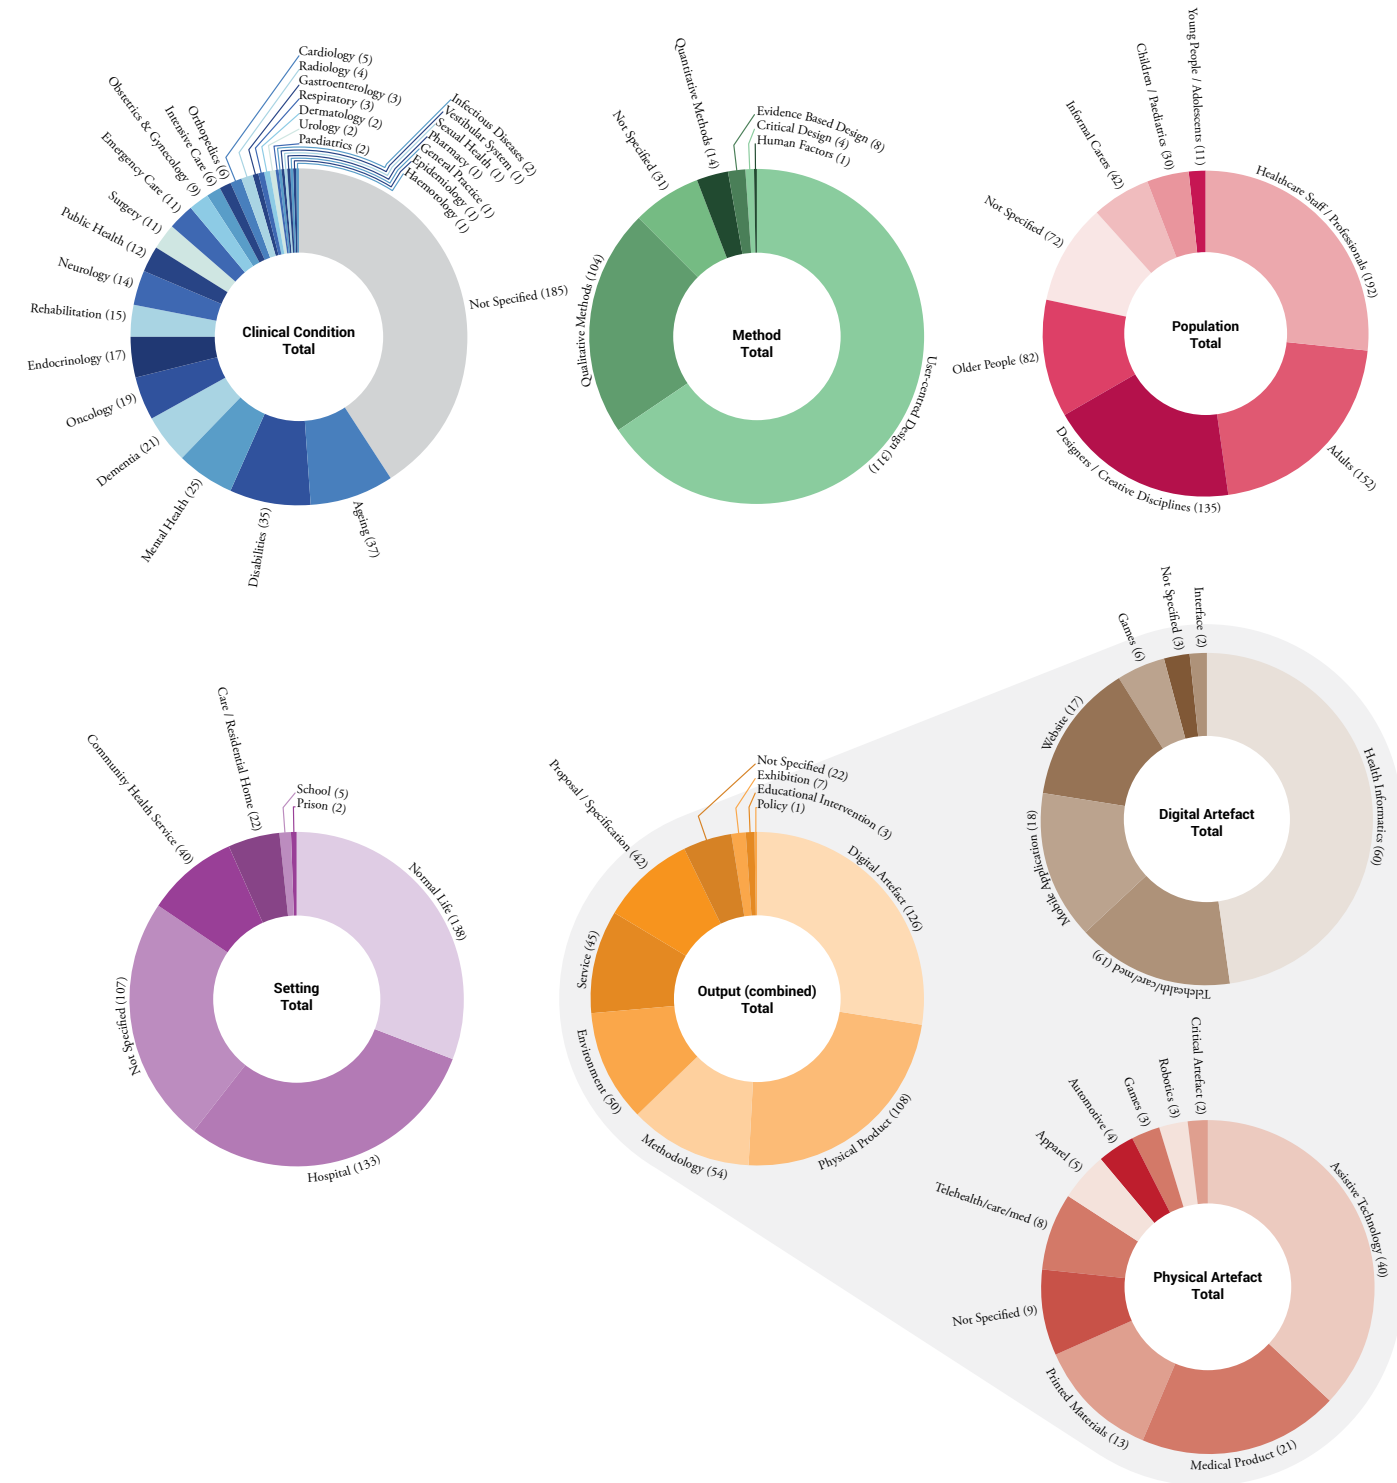 Cardiology (5)
Radiology (4)
Gastroenterology (3)
Respiratory (3)
Dermatology (2)
Urology (2)
Paediatrics (2)
Infectious Diseases (2)
Vestibular System (1)
Sexual Health (1)
Pharmacy (1)
General Practice (1)
Epidemiology (1)
Haematology (1)
Orthopedics (6)
Intensive Care (6)
Obstetrics & Gynecology (9)
Emergency Care (11)
Surgery (11)
Public Health (12)
Neurology (14)
Rehabilitation (15)
Endocrinology (17)
Oncology (19)
Dementia (21)
Mental Health (25)
Disabilities (35)
Ageing (37)
Not Specified (185)
Clinical Condition
Total
Quantitative Methods (14)
Not Specified (31)
Evidence Based Design (8)
Critical Design (4)
Human Factors (1)
Qualitative Methods (104)
User-centred Design (311)
Method
Total
Young People / Adolescents (11)
Children / Paediatrics (30)
Informal Carers (42)
Not Specified (72)
Older People (82)
Designers / Creative Disciplines (135)
Adults (152)
Healthcare Staff / Professionals (192)
Population
Total
Care / Residential Home (22)
Community Health Service (40)
School (5)
Prison (2)
Normal Life (138)
Not Specified (107)
Hospital (133)
Setting
Total
Proposal / Specification (42)
Not Specified (22)
Exhibition (7)
Educational Intervention (3)
Policy (1)
Digital Artefact (126)
Service (45)
Environment (50)
Methodology (54)
Physical Product (108)
Output (combined)
Total
Interface (2)
Not Specified (3)
Games (6)
Website (17)
Mobile Application (18)
Telehealth/care/med (19)
Health Informatics (60)
Digital Artefact
Total
Critical Artefact (2)
Robotics (3)
Games (3)
Automotive (4)
Apparel (5)
Telehealth/care/med (8)
Not Specified (9)
Printed Materials (13)
Medical Product (21)
Assistive Technology (40)
Physical Artefact
Total